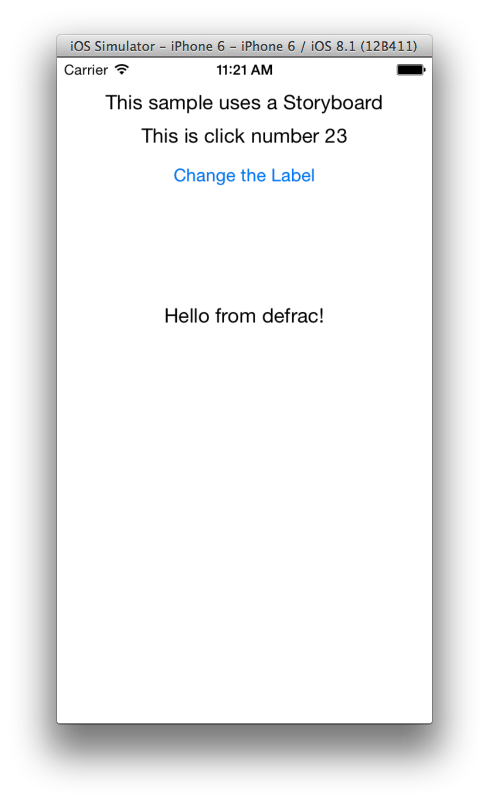 iOS Simulator - iPhone 6 - iPhone 6 / iOS 8.1 (12B411)
Carrier 11:21 AM
This sample uses a Storyboard
This is click number 23
Change the Label
Hello from defrac!